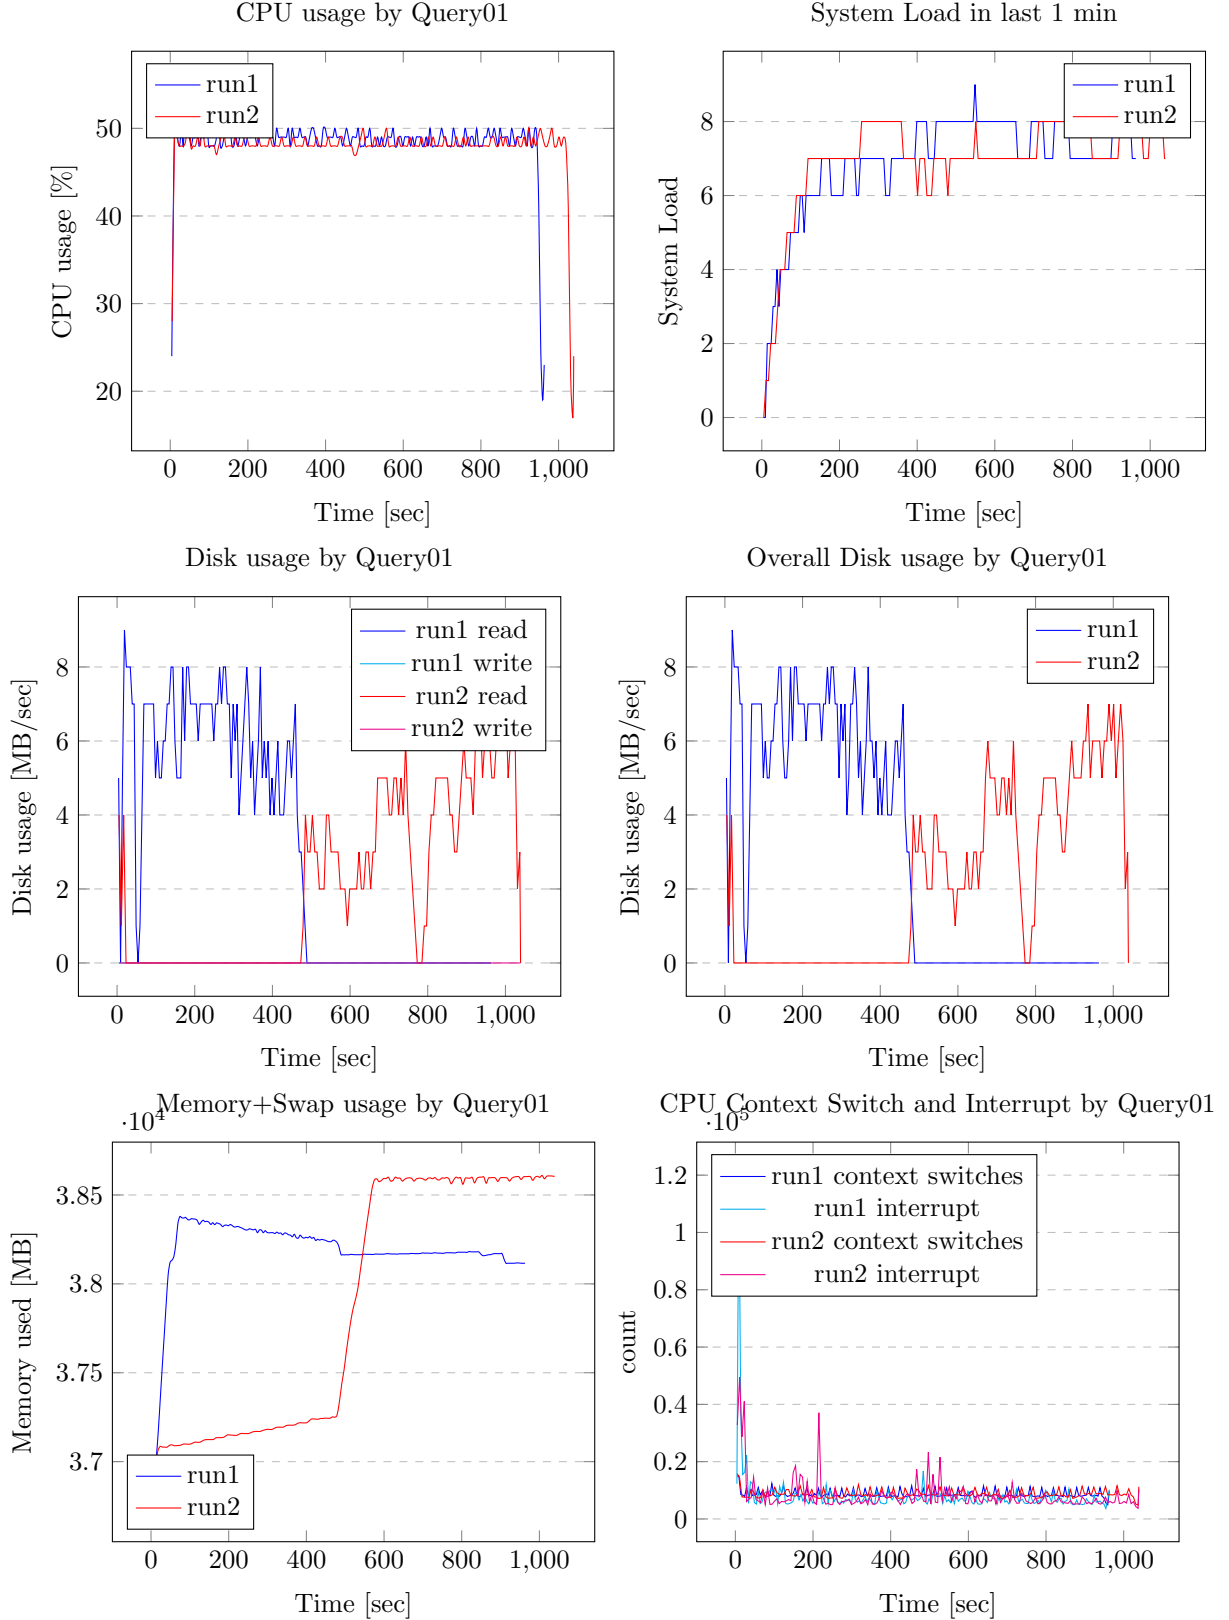 CPU usage by Query01
run1
run2
CPU usage [%]
50
40
30
20
0 200 400 600 800 1,000
Time [sec]
System Load in last 1 min
run1
run2
System Load
8
6
4
2
0
0 200 400 600 800 1,000
Time [sec]
Disk usage by Query01
run1 read
run1 write
run2 read
run2 write
Disk usage [MB/sec]
8
6
4
2
0
0 200 400 600 800 1,000
Time [sec]
Overall Disk usage by Query01
run1
run2
Disk usage [MB/sec]
8
6
4
2
0
0 200 400 600 800 1,000
Time [sec]
Memory+Swap usage by Query01
·10⁴
Memory used [MB]
3.85
3.8
3.75
3.7
run1
run2
0 200 400 600 800 1,000
Time [sec]
CPU Context Switch and Interrupt by Query01
·10⁵
run1 context switches
run1 interrupt
run2 context switches
run2 interrupt
count
1.2
1
0.8
0.6
0.4
0.2
0
0 200 400 600 800 1,000
Time [sec]